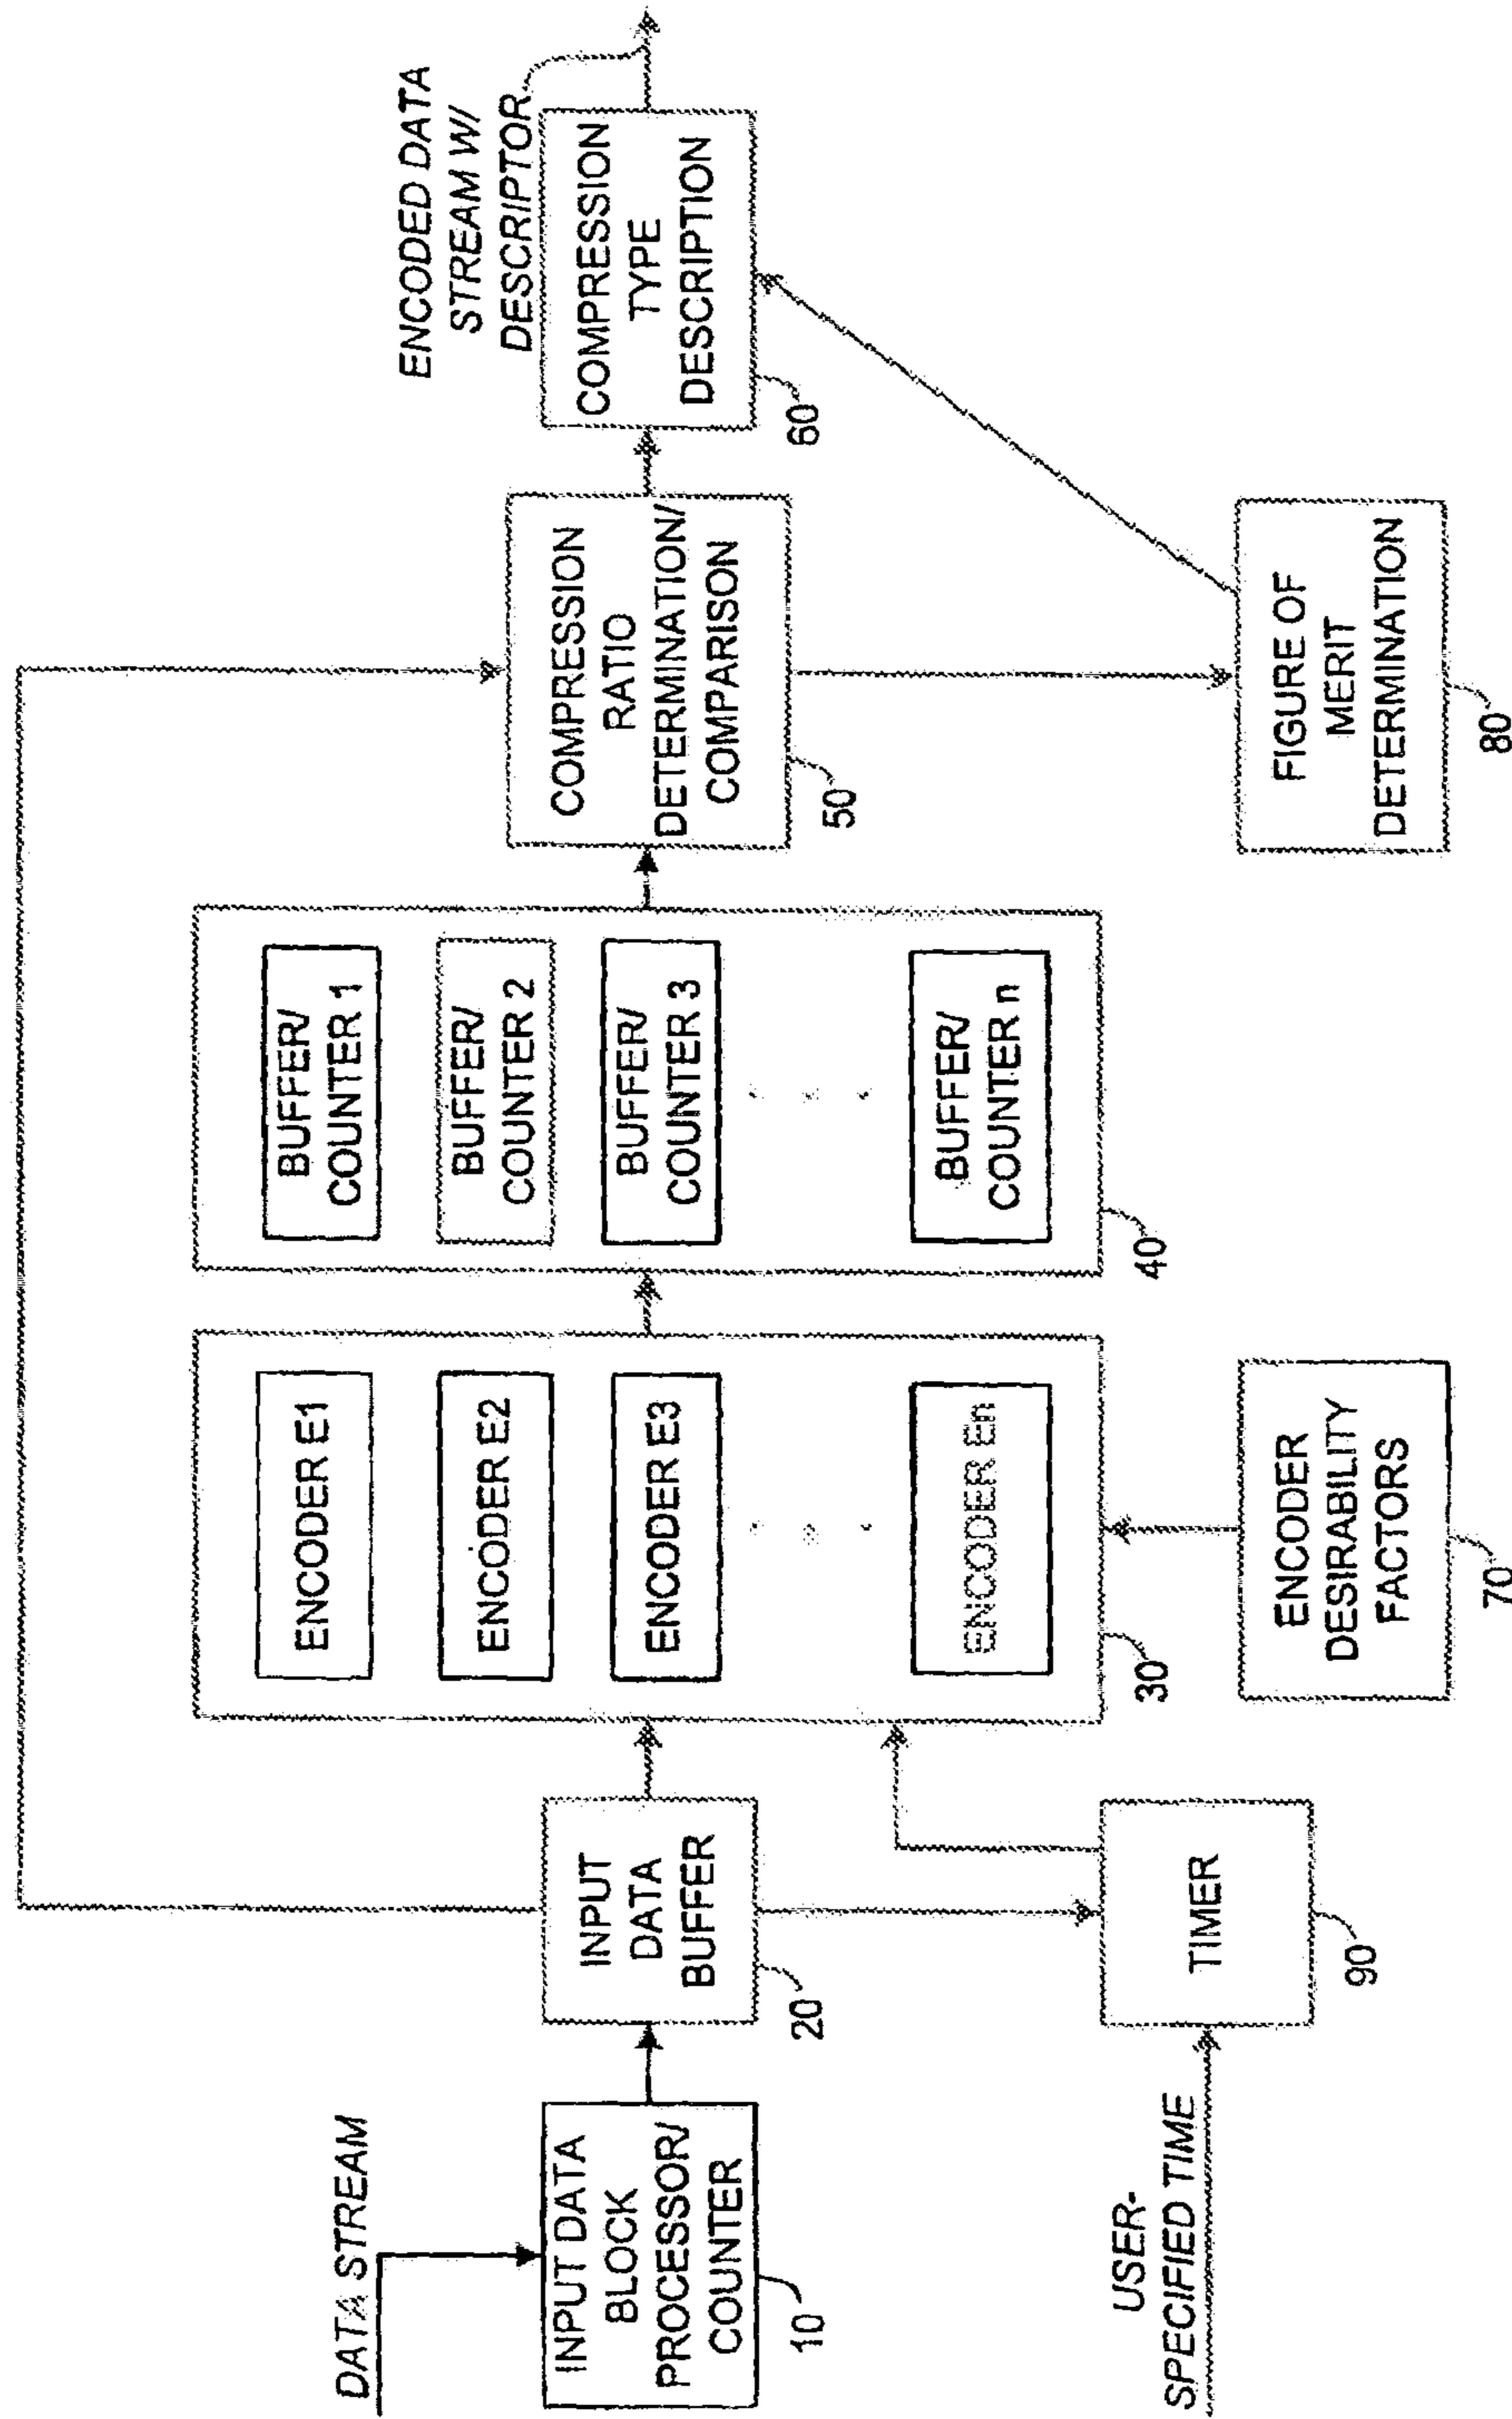 DATA STREAM
INPUT DATA
BLOCK
PROCESSOR/
COUNTER
10
INPUT
DATA
BUFFER
20
USER-
SPECIFIED TIME
TIMER
90
ENCODER E1
ENCODER E2
ENCODER E3
ENCODER En
30
ENCODER
DESIRABILITY
FACTORS
70
BUFFER/
COUNTER 1
BUFFER/
COUNTER 2
BUFFER/
COUNTER 3
BUFFER/
COUNTER n
40
COMPRESSION
RATIO
DETERMINATION/
COMPARISON
50
FIGURE OF
MERIT
DETERMINATION
80
COMPRESSION
TYPE
DESCRIPTION
60
ENCODED DATA
STREAM W/
DESCRIPTOR